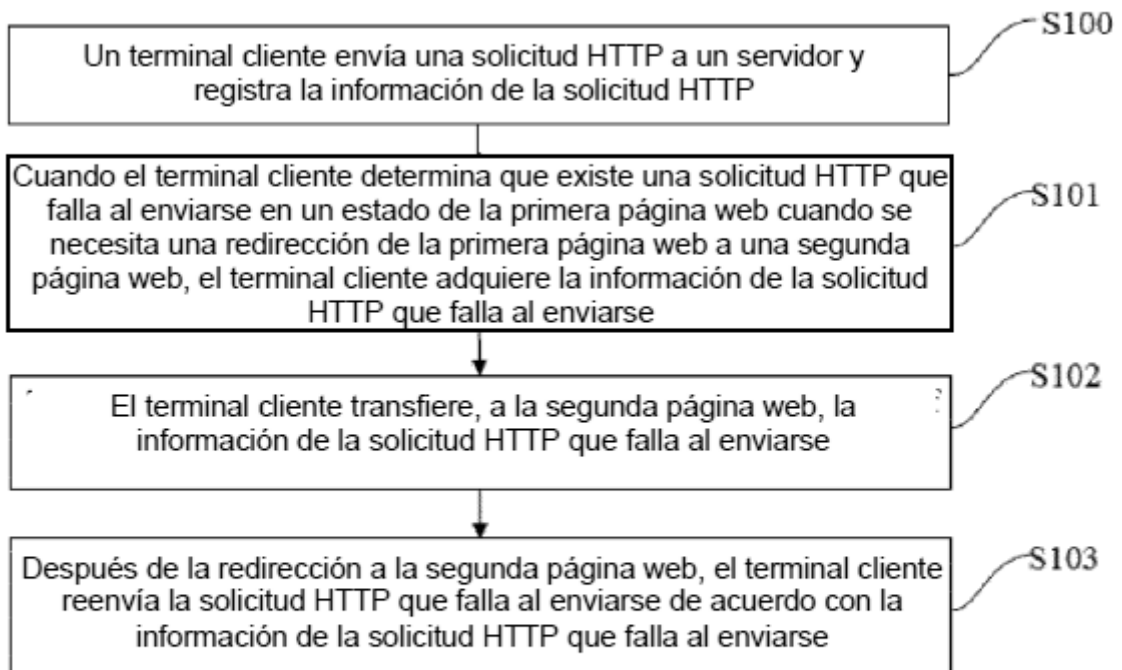 S100
Un terminal cliente envía una solicitud HTTP a un servidor y
registra la información de la solicitud HTTP
Cuando el terminal cliente determina que existe una solicitud HTTP que
falla al enviarse en un estado de la primera página web cuando se
necesita una redirección de la primera página web a una segunda
página web, el terminal cliente adquiere la información de la solicitud
HTTP que falla al enviarse
S101
El terminal cliente transfiere, a la segunda página web, la
información de la solicitud HTTP que falla al enviarse
S102
Después de la redirección a la segunda página web, el terminal cliente
reenvía la solicitud HTTP que falla al enviarse de acuerdo con la
información de la solicitud HTTP que falla al enviarse
S103